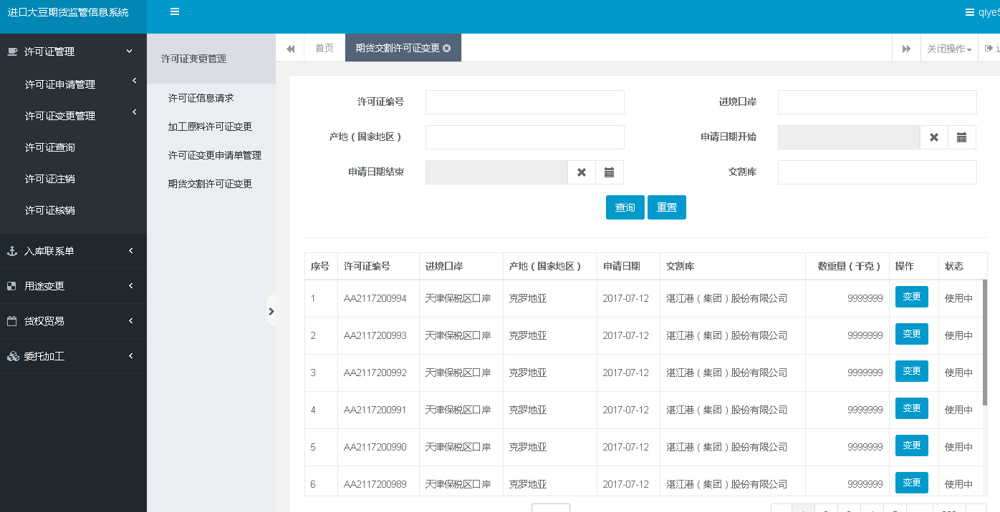 进口大豆期货监管信息系统
qiye5
许可证管理
许可证申请管理
许可证变更管理
许可证查询
许可证注销
许可证核销
入库联系单
用途变更
货权贸易
委托加工
许可证变更管理
许可证信息请求
加工原料许可证变更
许可证变更申请单管理
期货交割许可证变更
首页 期货交割许可证变更 关闭操作
许可证编号 进境口岸
产地（国家地区） 申请日期开始
申请日期结束 交割库
查询 重置
序号 许可证编号 进境口岸 产地（国家地区） 申请日期 交割库 数重量（千克） 操作 状态
1 AA2117200994 天津保税区口岸 克罗地亚 2017-07-12 湛江港（集团）股份有限公司 9999999 变更 使用中
2 AA2117200993 天津保税区口岸 克罗地亚 2017-07-12 湛江港（集团）股份有限公司 9999999 变更 使用中
3 AA2117200992 天津保税区口岸 克罗地亚 2017-07-12 湛江港（集团）股份有限公司 9999999 变更 使用中
4 AA2117200991 天津保税区口岸 克罗地亚 2017-07-12 湛江港（集团）股份有限公司 9999999 变更 使用中
5 AA2117200990 天津保税区口岸 克罗地亚 2017-07-12 湛江港（集团）股份有限公司 9999999 变更 使用中
6 AA2117200989 天津保税区口岸 克罗地亚 2017-07-12 湛江港（集团）股份有限公司 9999999 变更 使用中